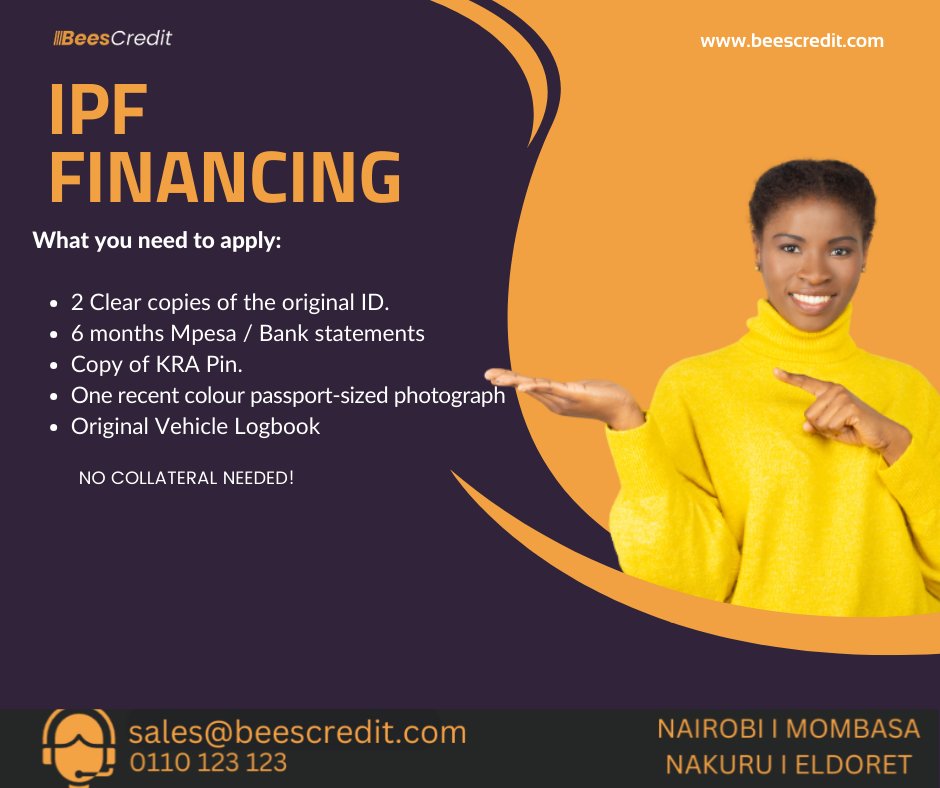 BeesCredit
www.beescredit.com
IPF
FINANCING
What you need to apply:
• 2 Clear copies of the original ID.
• 6 months Mpesa / Bank statements
• Copy of KRA Pin.
• One recent colour passport-sized photograph
• Original Vehicle Logbook
NO COLLATERAL NEEDED!
sales@beescredit.com
0110 123 123
NAIROBI I MOMBASA
NAKURU I ELDORET